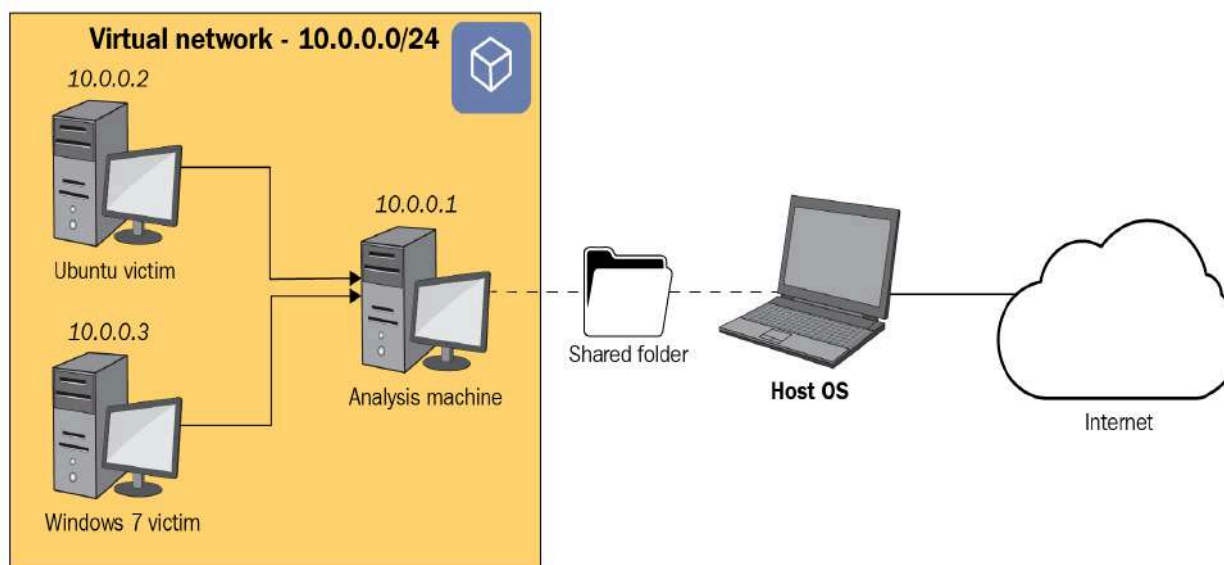 Virtual network - 10.0.0.0/24
10.0.0.2
Ubuntu victim
10.0.0.3
Windows 7 victim
10.0.0.1
Analysis machine
Shared folder
Host OS
Internet